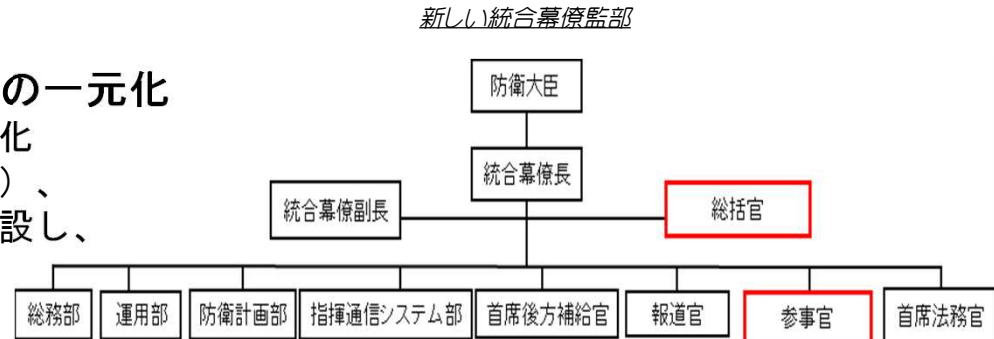 新しい統合幕僚監部
の一元化
化
）、
設し、
防衛大臣
統合幕僚長
統合幕僚副長
総括官
総務部
運用部
防衛計画部
指揮通信システム部
首席後方補給官
報道官
参事官
首席法務官